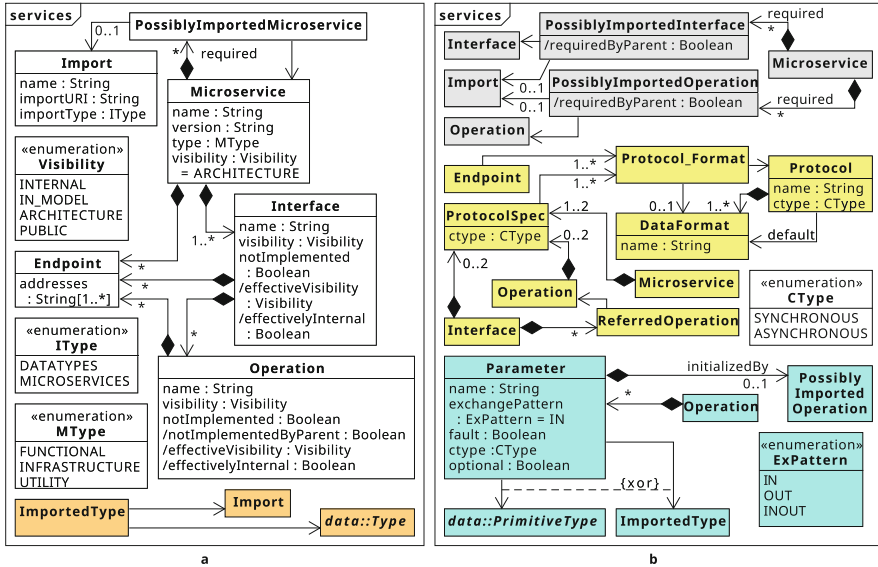 services
PossiblyImportedMicroservice
0..1
*
required
Import
name : String
importURI : String
importType : IType
Microservice
name : String
version : String
type : MType
visibility : Visibility
= ARCHITECTURE
«enumeration»
Visibility
INTERNAL
IN_MODEL
ARCHITECTURE
PUBLIC
1..*
Interface
name : String
visibility : Visibility
notImplemented
: Boolean
/effectiveVisibility
: Visibility
/effectivelyInternal
: Boolean
Endpoint
addresses
: String[1..*]
*
*
*
*
«enumeration»
IType
DATATYPES
MICROSERVICES
Operation
name : String
visibility : Visibility
notImplemented : Boolean
/notImplementedByParent : Boolean
/effectiveVisibility : Visibility
/effectivelyInternal : Boolean
«enumeration»
MType
FUNCTIONAL
INFRASTRUCTURE
UTILITY
ImportedType
Import
data::Type
a
services
PossiblyImportedInterface
/requiredByParent : Boolean
required
*
Interface
Microservice
Import
0..1
0..1
PossiblyImportedOperation
/requiredByParent : Boolean
required
*
Operation
Endpoint
1..*
1..*
Protocol_Format
Protocol
name : String
ctype : CType
0..1
1..*
ProtocolSpec
ctype : CType
1..2
0..2
0..2
DataFormat
name : String
default
Microservice
Operation
ReferredOperation
Interface
*
«enumeration»
CType
SYNCHRONOUS
ASYNCHRONOUS
Parameter
name : String
exchangePattern
: ExPattern = IN
fault : Boolean
ctype :CType
optional : Boolean
initializedBy
0..1
Possibly
Imported
Operation
*
Operation
«enumeration»
ExPattern
IN
OUT
INOUT
{xor}
data::PrimitiveType
ImportedType
b